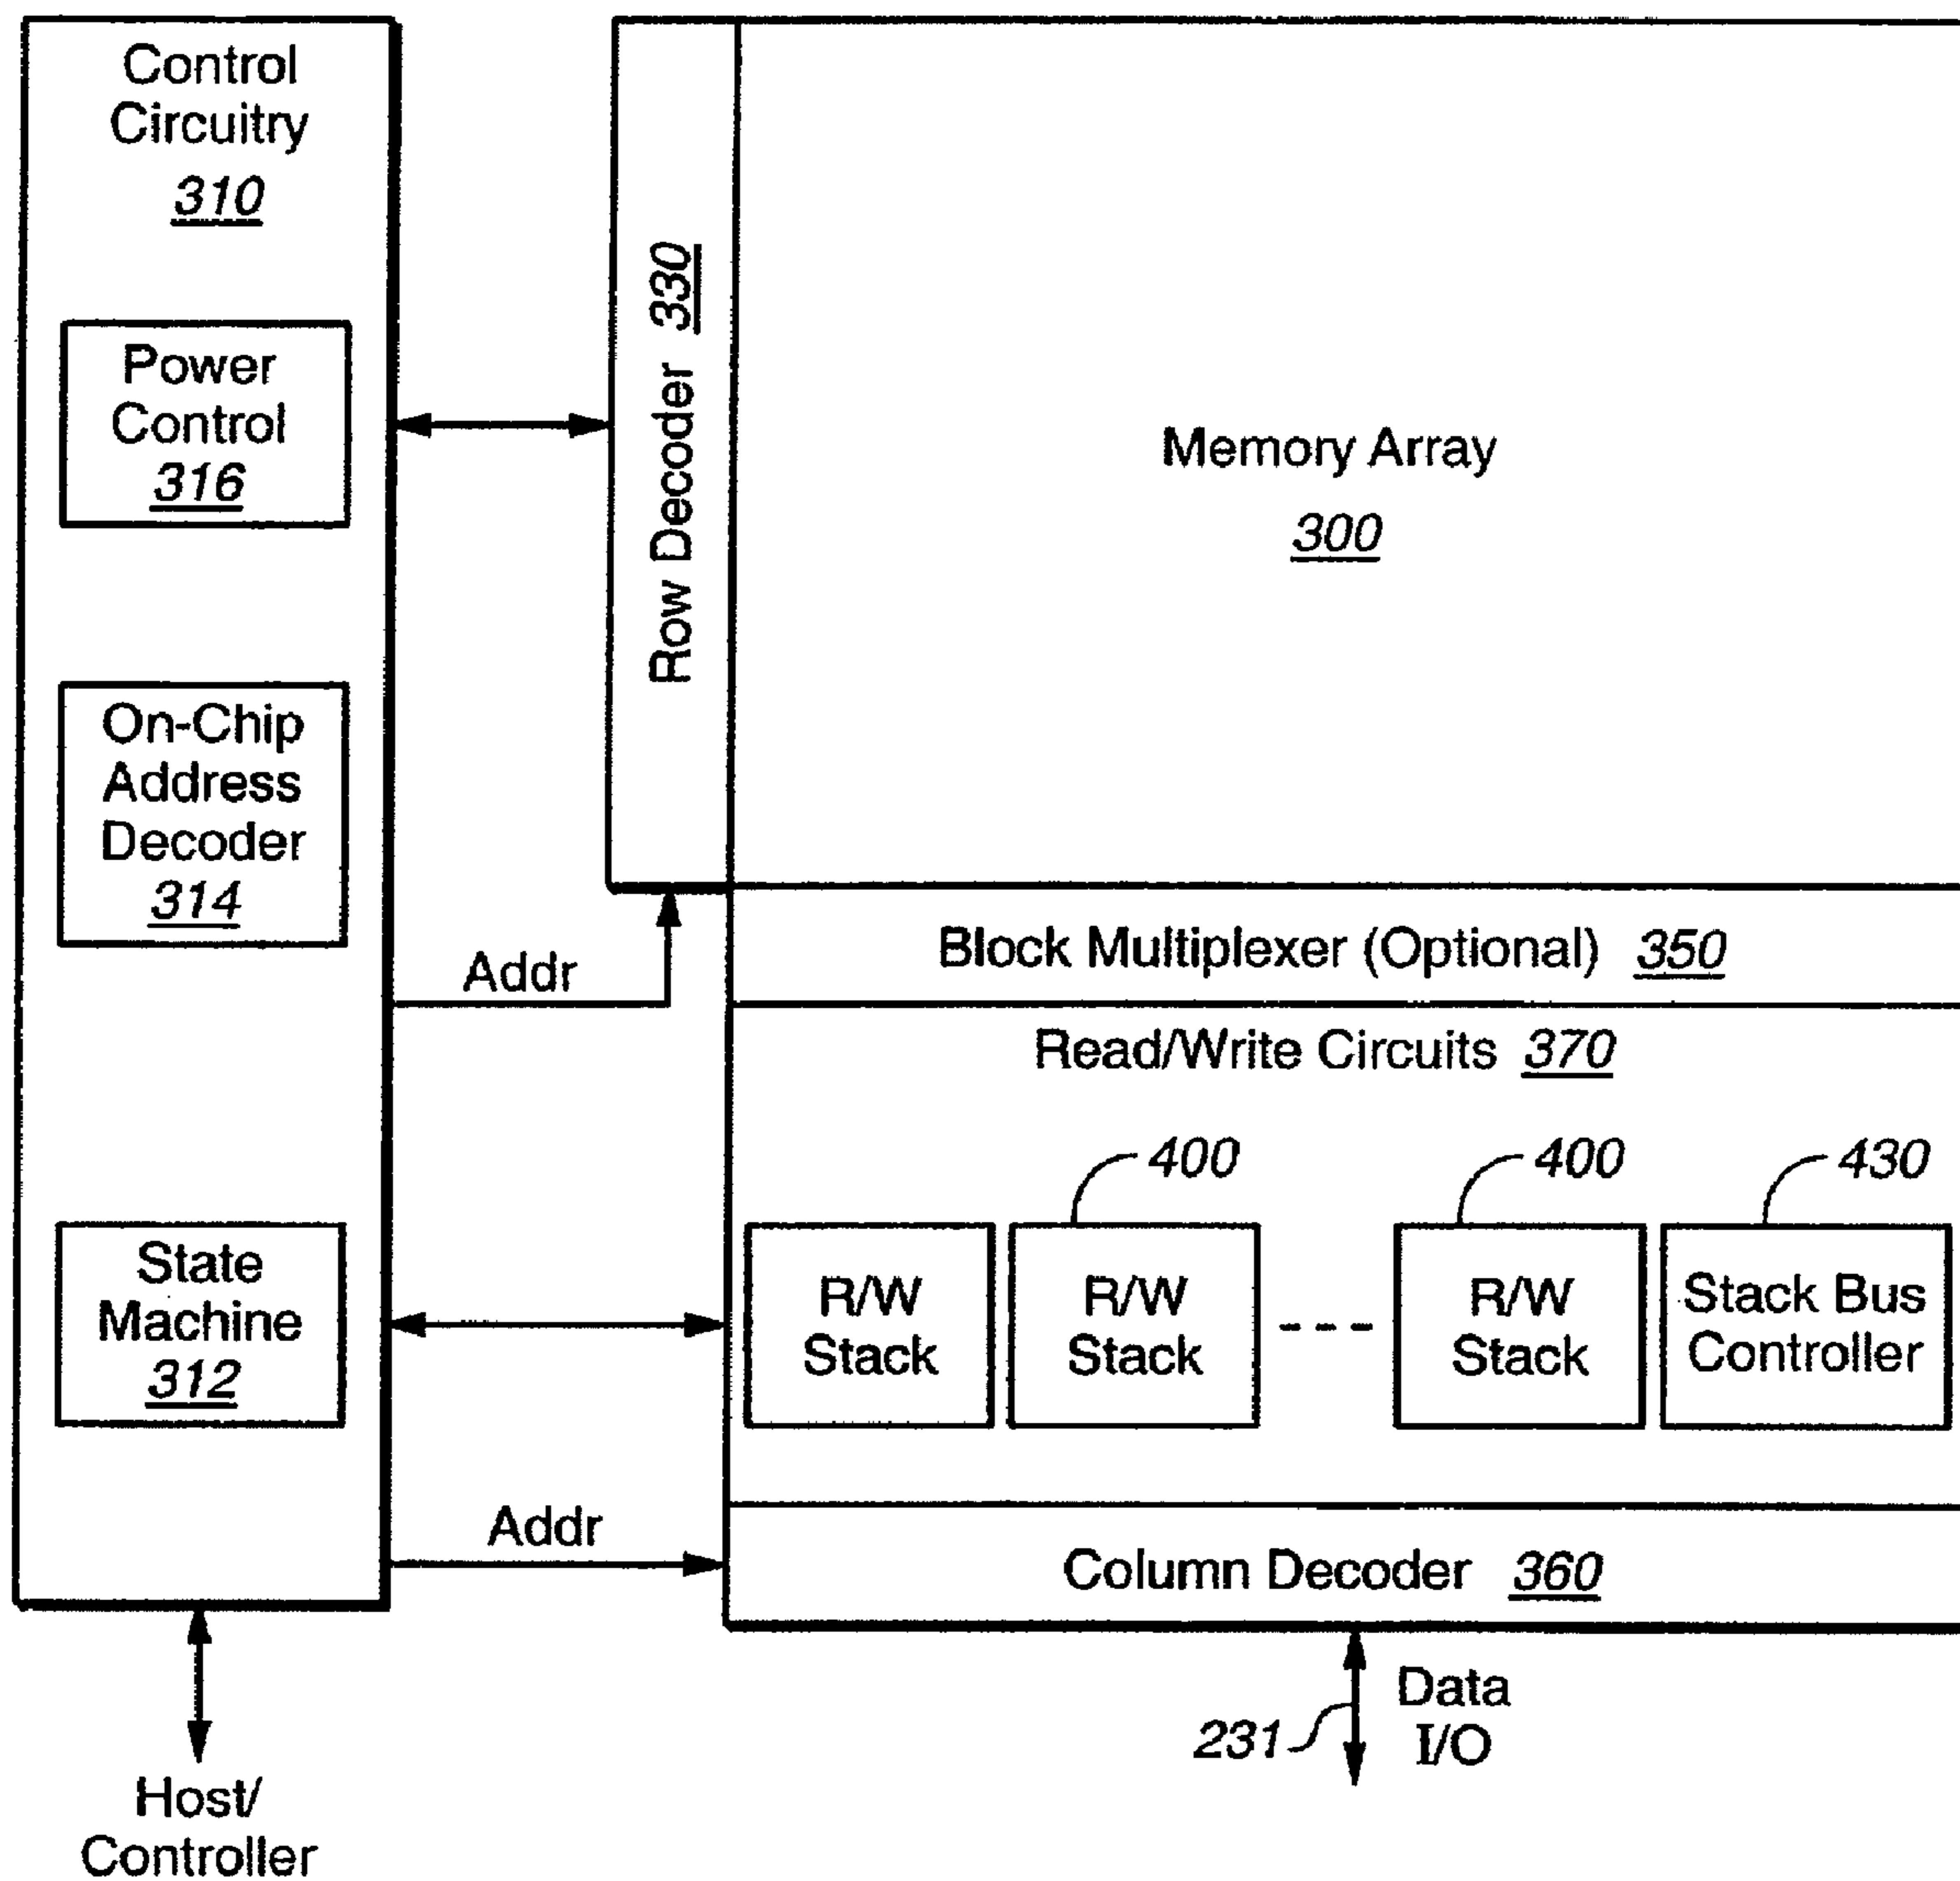 Control
Circuitry
310
Power
Control
316
On-Chip
Address
Decoder
314
State
Machine
312
Host/
Controller
Row Decoder 330
Memory Array
300
Addr
Block Multiplexer (Optional) 350
Read/Write Circuits 370
400
400
430
R/W
Stack
R/W
Stack
R/W
Stack
Stack Bus
Controller
Addr
Column Decoder 360
231
Data
I/O